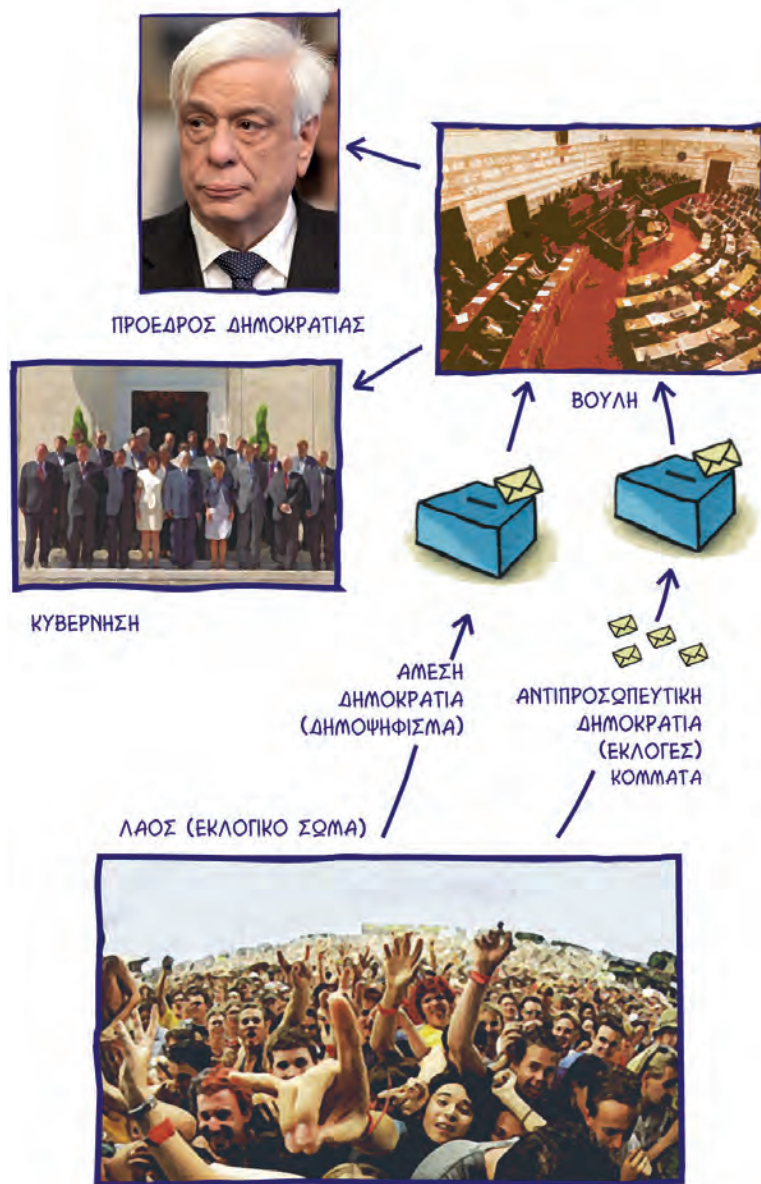 ΠΡΟΕΔΡΟΣ ΔΗΜΟΚΡΑΤΙΑΣ
ΒΟΥΛΗ
ΚΥΒΕΡΝΗΣΗ
ΑΜΕΣΗ
ΔΗΜΟΚΡΑΤΙΑ
(ΔΗΜΟΨΗΦΙΣΜΑ)
ΑΝΤΙΠΡΟΣΩΠΕΥΤΙΚΗ
ΔΗΜΟΚΡΑΤΙΑ
(ΕΚΛΟΓΕΣ)
ΚΟΜΜΑΤΑ
ΛΑΟΣ (ΕΚΛΟΓΙΚΟ ΣΩΜΑ)